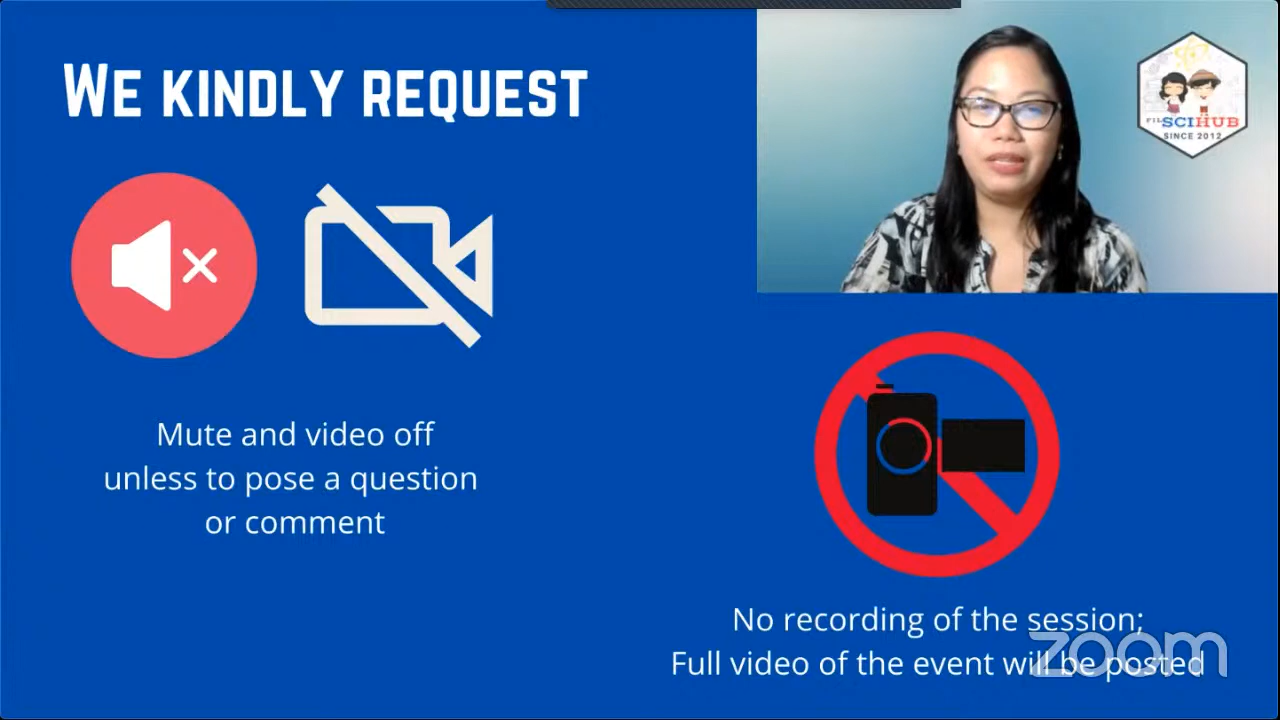 WE KINDLY REQUEST
FIL SCIHUB
SINCE 2012
Mute and video off
unless to pose a question
or comment
No recording of the session;
Full video of the event will be posted
zoom